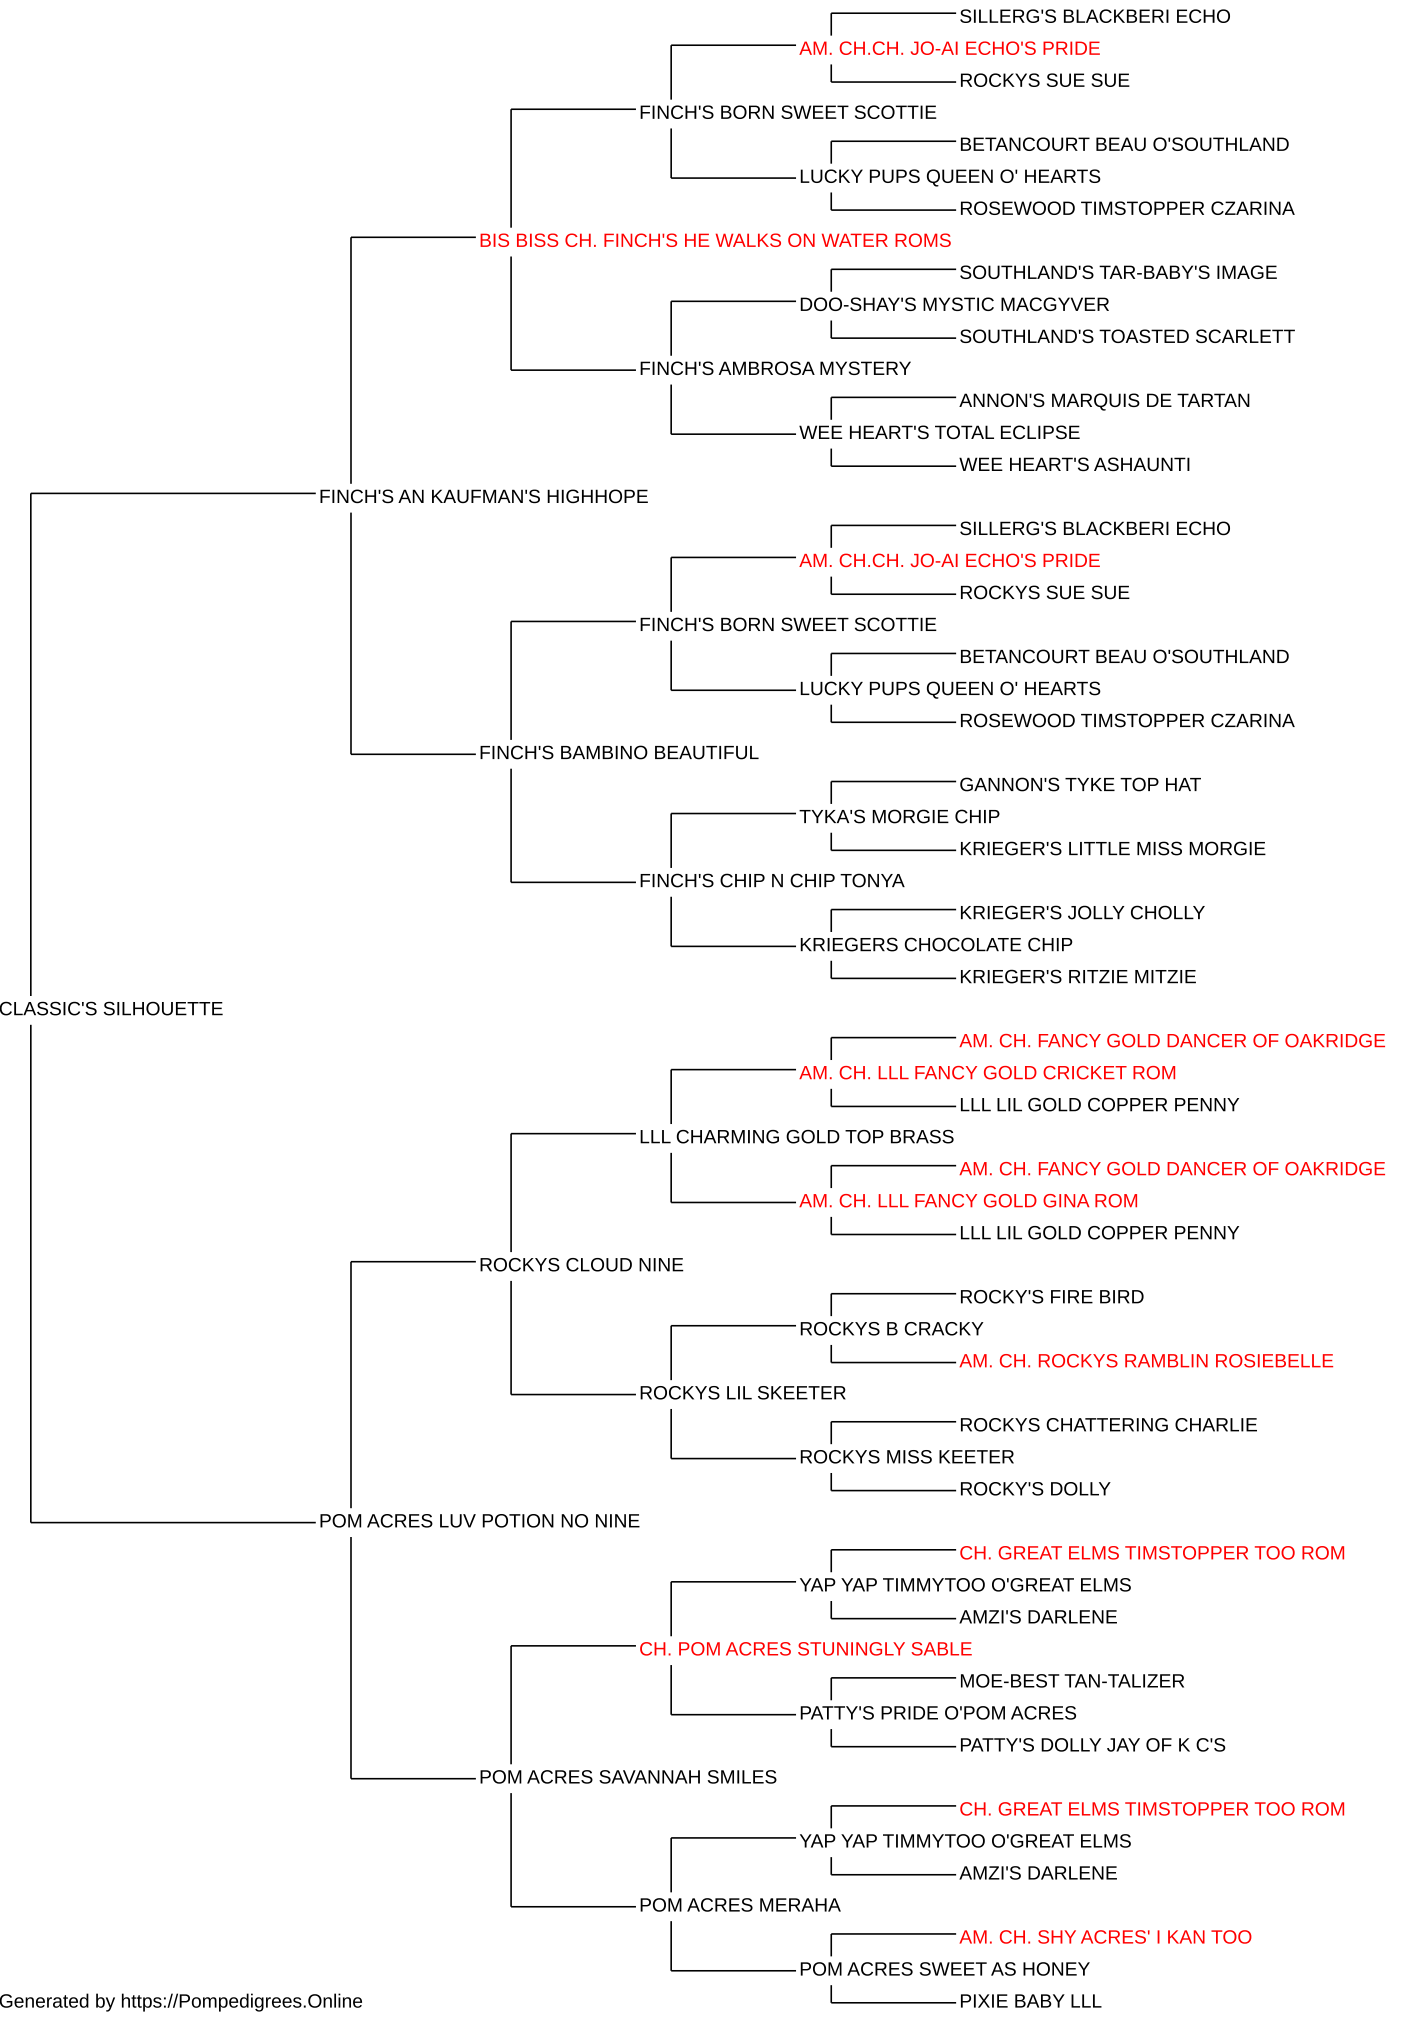 SILLERG'S BLACKBERI ECHO
AM. CH.CH. JO-AI ECHO'S PRIDE
ROCKYS SUE SUE
FINCH'S BORN SWEET SCOTTIE
BETANCOURT BEAU O'SOUTHLAND
LUCKY PUPS QUEEN O' HEARTS
ROSEWOOD TIMSTOPPER CZARINA
BIS BISS CH. FINCH'S HE WALKS ON WATER ROMS
SOUTHLAND'S TAR-BABY'S IMAGE
DOO-SHAY'S MYSTIC MACGYVER
SOUTHLAND'S TOASTED SCARLETT
FINCH'S AMBROSA MYSTERY
ANNON'S MARQUIS DE TARTAN
WEE HEART'S TOTAL ECLIPSE
WEE HEART'S ASHAUNTI
FINCH'S AN KAUFMAN'S HIGHHOPE
SILLERG'S BLACKBERI ECHO
AM. CH.CH. JO-AI ECHO'S PRIDE
ROCKYS SUE SUE
FINCH'S BORN SWEET SCOTTIE
BETANCOURT BEAU O'SOUTHLAND
LUCKY PUPS QUEEN O' HEARTS
ROSEWOOD TIMSTOPPER CZARINA
FINCH'S BAMBINO BEAUTIFUL
GANNON'S TYKE TOP HAT
TYKA'S MORGIE CHIP
KRIEGER'S LITTLE MISS MORGIE
FINCH'S CHIP N CHIP TONYA
KRIEGER'S JOLLY CHOLLY
KRIEGERS CHOCOLATE CHIP
KRIEGER'S RITZIE MITZIE
CLASSIC'S SILHOUETTE
AM. CH. FANCY GOLD DANCER OF OAKRIDGE
AM. CH. LLL FANCY GOLD CRICKET ROM
LLL LIL GOLD COPPER PENNY
LLL CHARMING GOLD TOP BRASS
AM. CH. FANCY GOLD DANCER OF OAKRIDGE
AM. CH. LLL FANCY GOLD GINA ROM
LLL LIL GOLD COPPER PENNY
ROCKYS CLOUD NINE
ROCKY'S FIRE BIRD
ROCKYS B CRACKY
AM. CH. ROCKYS RAMBLIN ROSIEBELLE
ROCKYS LIL SKEETER
ROCKYS CHATTERING CHARLIE
ROCKYS MISS KEETER
ROCKY'S DOLLY
POM ACRES LUV POTION NO NINE
CH. GREAT ELMS TIMSTOPPER TOO ROM
YAP YAP TIMMYTOO O'GREAT ELMS
AMZI'S DARLENE
CH. POM ACRES STUNINGLY SABLE
MOE-BEST TAN-TALIZER
PATTY'S PRIDE O'POM ACRES
PATTY'S DOLLY JAY OF K C'S
POM ACRES SAVANNAH SMILES
CH. GREAT ELMS TIMSTOPPER TOO ROM
YAP YAP TIMMYTOO O'GREAT ELMS
AMZI'S DARLENE
POM ACRES MERAHA
AM. CH. SHY ACRES' I KAN TOO
POM ACRES SWEET AS HONEY
PIXIE BABY LLL
Generated by https://Pompedigrees.Online